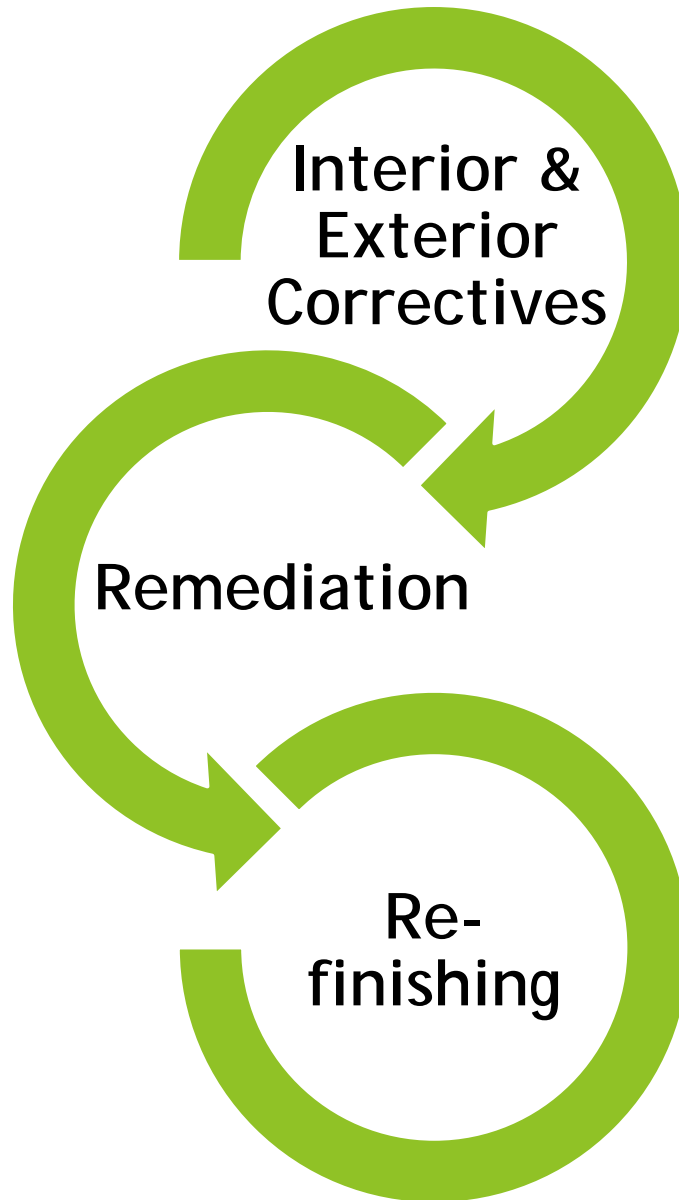 Interior &
Exterior
Correctives
Remediation
Re-
finishing